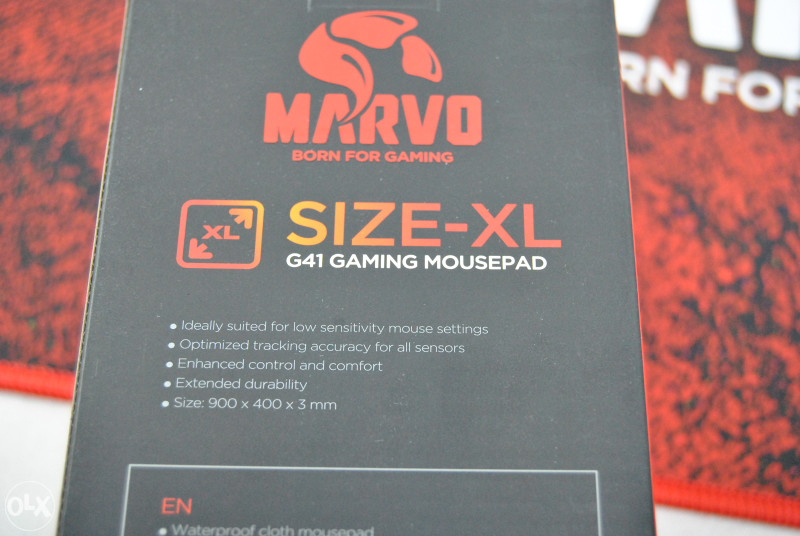 MARVO
BORN FOR GAMING
XL
SIZE-XL
G41 GAMING MOUSEPAD
• Ideally suited for low sensitivity mouse settings
• Optimized tracking accuracy for all sensors
• Enhanced control and comfort
• Extended durability
• Size: 900 x 400 x 3 mm
EN
• Waterproof cloth mousepad
RN FOR
OLX